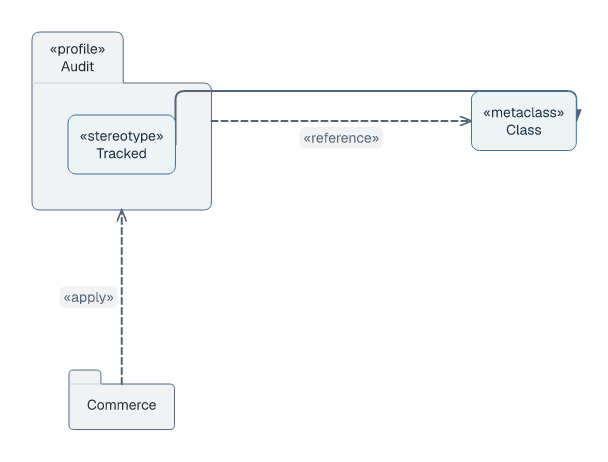 «profile»
Audit
«stereotype»
Tracked
«metaclass»
Class
«reference»
«apply»
Commerce